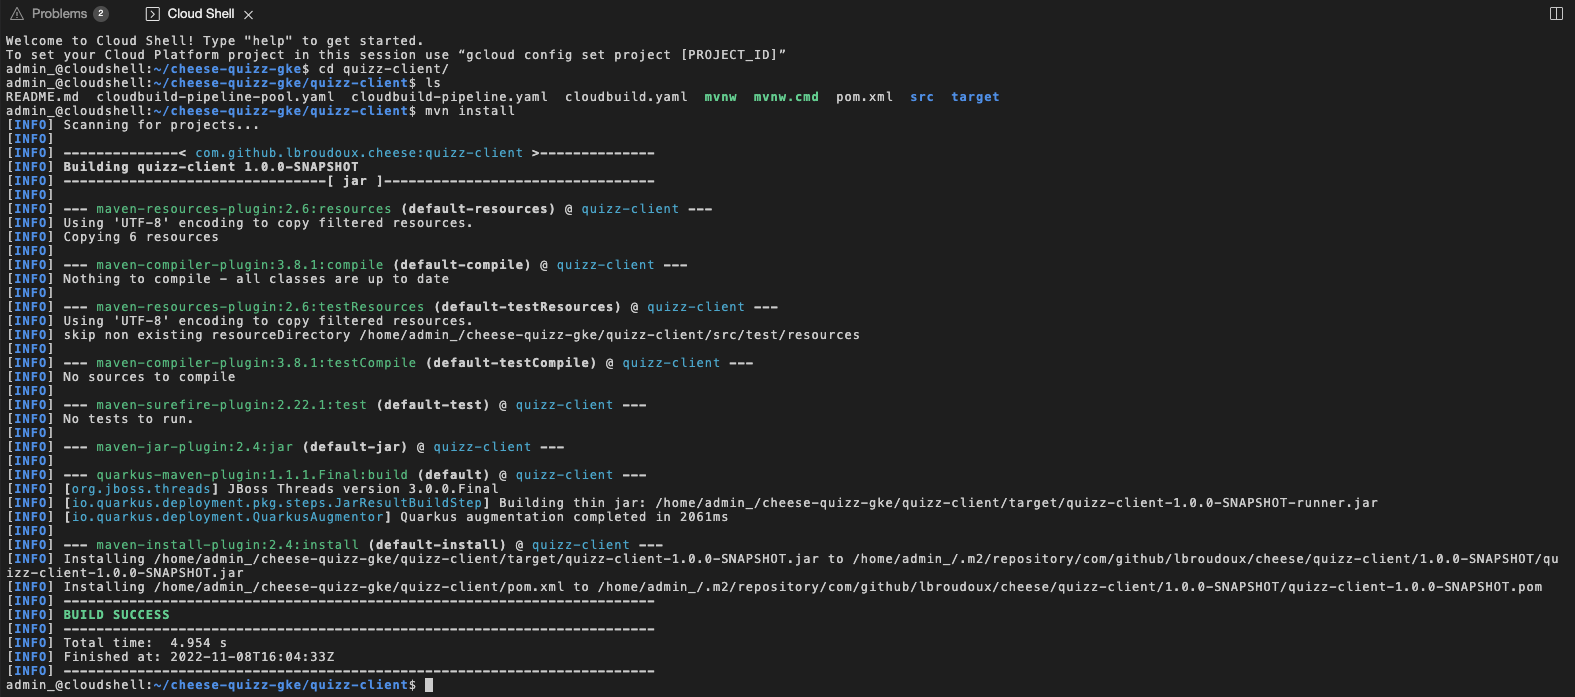 Problems 2 Cloud Shell
Welcome to Cloud Shell! Type "help" to get started.
To set your Cloud Platform project in this session use “gcloud config set project [PROJECT_ID]”
admin_@cloudshell:~/cheese-quizz-gke$ cd quizz-client/
admin_@cloudshell:~/cheese-quizz-gke/quizz-client$ ls
README.md  cloudbuild-pipeline-pool.yaml  cloudbuild-pipeline.yaml  cloudbuild.yaml  mvnw  mvnw.cmd  pom.xml  src  target
admin_@cloudshell:~/cheese-quizz-gke/quizz-client$ mvn install
[INFO] Scanning for projects...
[INFO]
[INFO] --------------< com.github.lbroudoux.cheese:quizz-client >--------------
[INFO] Building quizz-client 1.0.0-SNAPSHOT
[INFO] --------------------------------[ jar ]---------------------------------
[INFO]
[INFO] --- maven-resources-plugin:2.6:resources (default-resources) @ quizz-client ---
[INFO] Using 'UTF-8' encoding to copy filtered resources.
[INFO] Copying 6 resources
[INFO]
[INFO] --- maven-compiler-plugin:3.8.1:compile (default-compile) @ quizz-client ---
[INFO] Nothing to compile - all classes are up to date
[INFO]
[INFO] --- maven-resources-plugin:2.6:testResources (default-testResources) @ quizz-client ---
[INFO] Using 'UTF-8' encoding to copy filtered resources.
[INFO] skip non existing resourceDirectory /home/admin_/cheese-quizz-gke/quizz-client/src/test/resources
[INFO]
[INFO] --- maven-compiler-plugin:3.8.1:testCompile (default-testCompile) @ quizz-client ---
[INFO] No sources to compile
[INFO]
[INFO] --- maven-surefire-plugin:2.22.1:test (default-test) @ quizz-client ---
[INFO] No tests to run.
[INFO]
[INFO] --- maven-jar-plugin:2.4:jar (default-jar) @ quizz-client ---
[INFO]
[INFO] --- quarkus-maven-plugin:1.1.1.Final:build (default) @ quizz-client ---
[INFO] [org.jboss.threads] JBoss Threads version 3.0.0.Final
[INFO] [io.quarkus.deployment.pkg.steps.JarResultBuildStep] Building thin jar: /home/admin_/cheese-quizz-gke/quizz-client/target/quizz-client-1.0.0-SNAPSHOT-runner.jar
[INFO] [io.quarkus.deployment.QuarkusAugmentor] Quarkus augmentation completed in 2061ms
[INFO]
[INFO] --- maven-install-plugin:2.4:install (default-install) @ quizz-client ---
[INFO] Installing /home/admin_/cheese-quizz-gke/quizz-client/target/quizz-client-1.0.0-SNAPSHOT.jar to /home/admin_/.m2/repository/com/github/lbroudoux/cheese/quizz-client/1.0.0-SNAPSHOT/qu
izz-client-1.0.0-SNAPSHOT.jar
[INFO] Installing /home/admin_/cheese-quizz-gke/quizz-client/pom.xml to /home/admin_/.m2/repository/com/github/lbroudoux/cheese/quizz-client/1.0.0-SNAPSHOT/quizz-client-1.0.0-SNAPSHOT.pom
[INFO] ------------------------------------------------------------------------
[INFO] BUILD SUCCESS
[INFO] ------------------------------------------------------------------------
[INFO] Total time:  4.954 s
[INFO] Finished at: 2022-11-08T16:04:33Z
[INFO] ------------------------------------------------------------------------
admin_@cloudshell:~/cheese-quizz-gke/quizz-client$